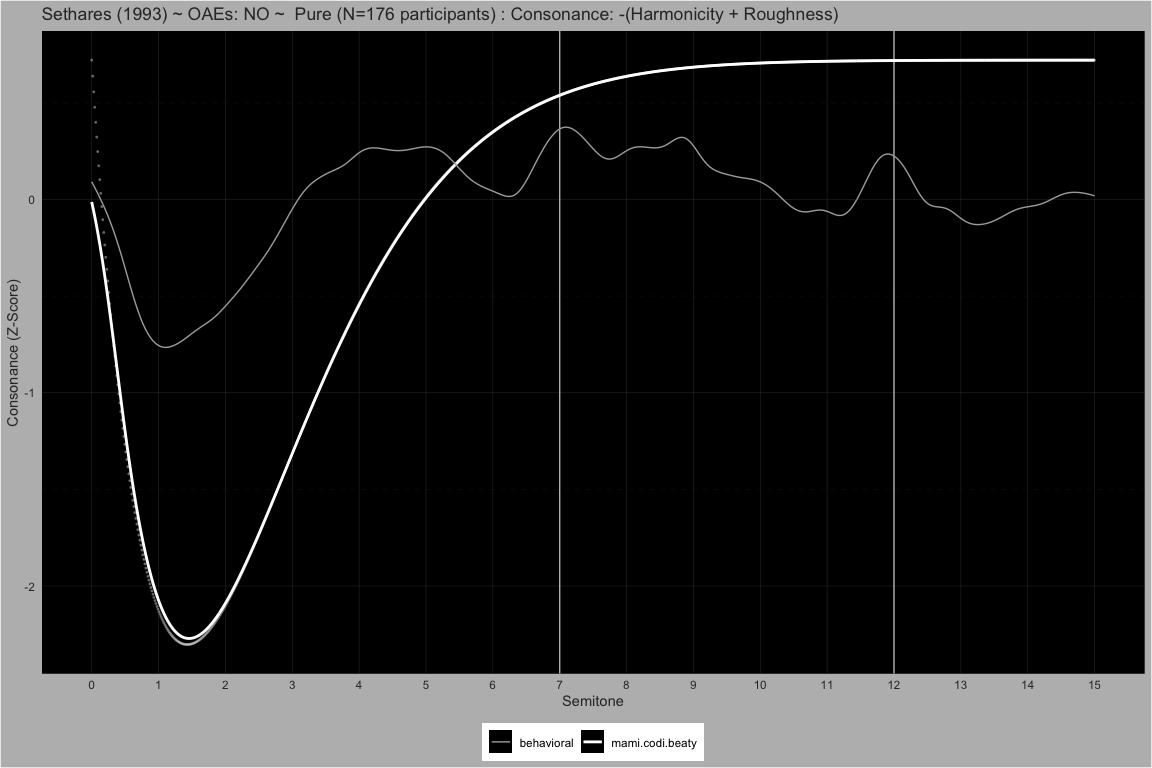 Sethares (1993) ~ OAEs: NO ~  Pure (N=176 participants) : Consonance: -(Harmonicity + Roughness)
Consonance (Z-Score)
0
-1
-2
0 1 2 3 4 5 6 7 8 9 10 11 12 13 14 15
Semitone
behavioral mami.codi.beaty